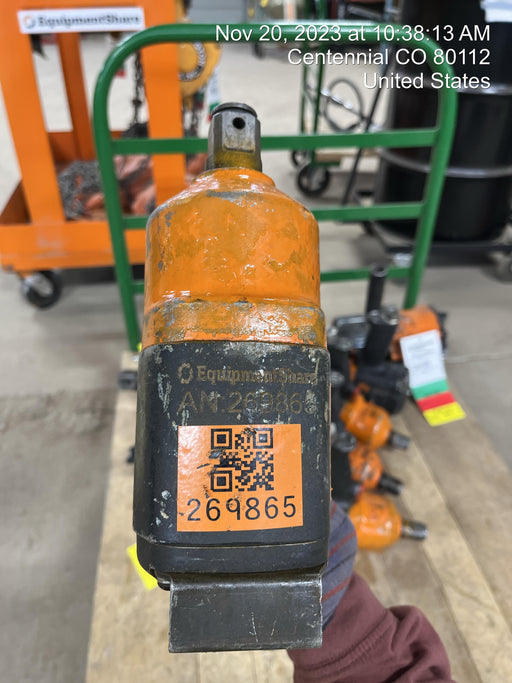 Nov 20, 2023 at 10:38:13 AM
Centennial CO 80112
United States
EquipmentShare
EquipmentShare
AN:269865
269865